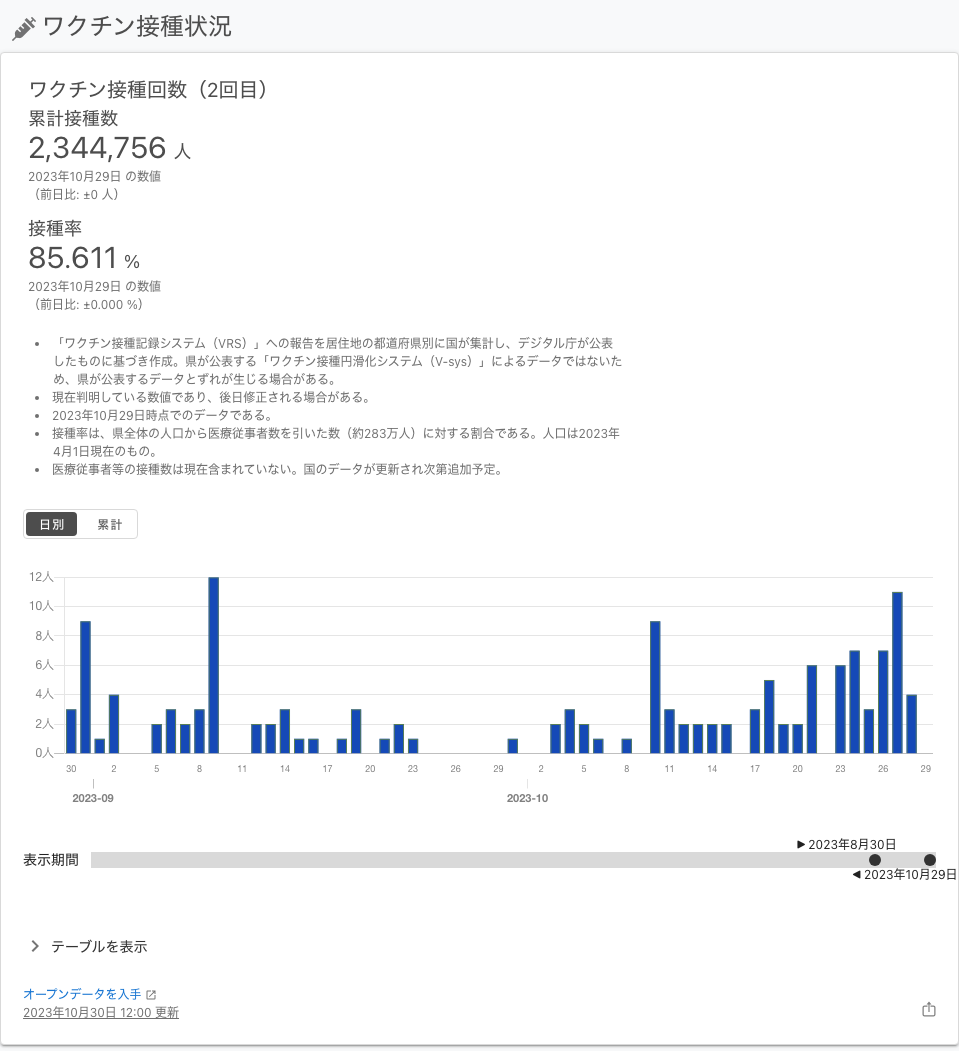 ワクチン接種状況
ワクチン接種回数（2回目）
累計接種数
2,344,756 人
2023年10月29日 の数値
（前日比: ±0 人）
接種率
85.611 %
2023年10月29日 の数値
（前日比: ±0.000 %）
• 「ワクチン接種記録システム（VRS）」への報告を居住地の都道府県別に国が集計し、デジタル庁が公表
したものに基づき作成。県が公表する「ワクチン接種円滑化システム（V-sys）」によるデータではないた
め、県が公表するデータとずれが生じる場合がある。
• 現在判明している数値であり、後日修正される場合がある。
• 2023年10月29日時点でのデータである。
• 接種率は、県全体の人口から医療従事者数を引いた数（約283万人）に対する割合である。人口は2023年
4月1日現在のもの。
• 医療従事者等の接種数は現在含まれていない。国のデータが更新され次第追加予定。
日別 累計
12人
10人
8人
6人
4人
2人
0人
30 2 5 8 11 14 17 20 23 26 29 2 5 8 11 14 17 20 23 26 29
2023-09 2023-10
▶ 2023年8月30日
表示期間
◀ 2023年10月29日
テーブルを表示
オープンデータを入手
2023年10月30日 12:00 更新